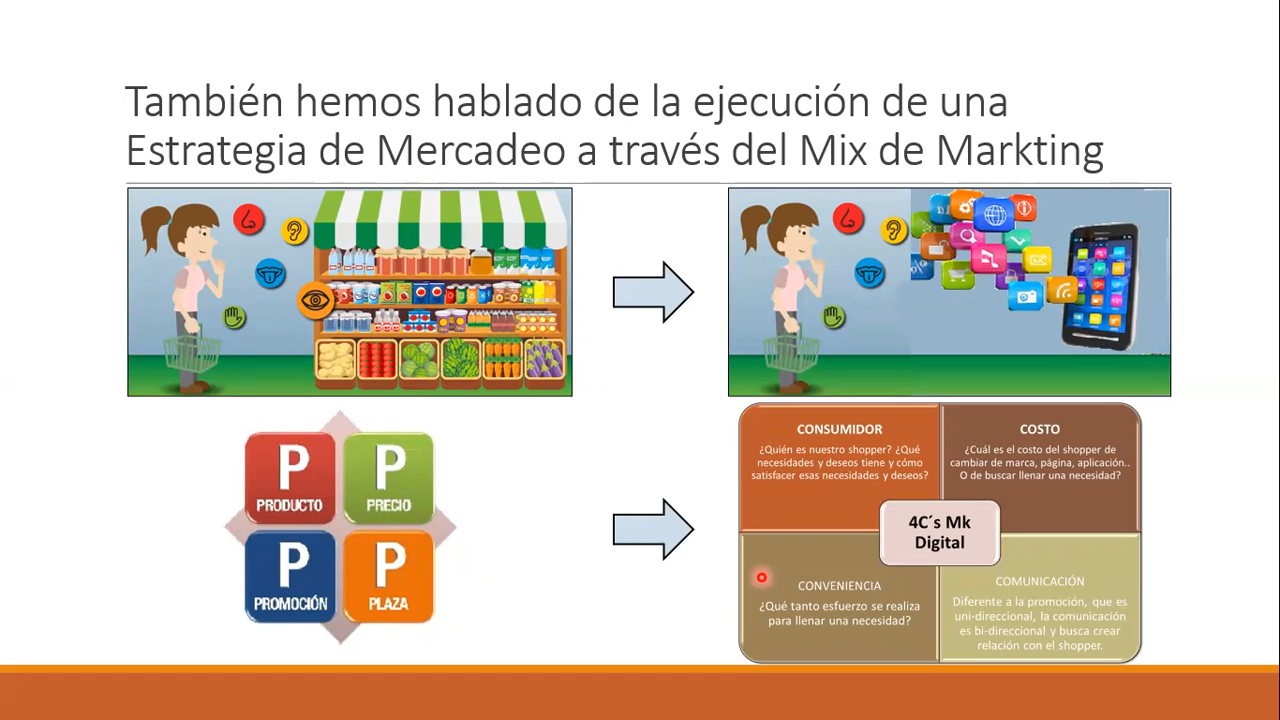 También hemos hablado de la ejecución de una
Estrategia de Mercadeo a través del Mix de Markting
P
PRODUCTO
P
PRECIO
P
PROMOCIÓN
P
PLAZA
CONSUMIDOR
¿Quién es nuestro shopper? ¿Qué
necesidades y deseos tiene y cómo
satisfacer esas necesidades y deseos?
COSTO
¿Cuál es el costo del shopper de
cambiar de marca, página, aplicación..
O de buscar llenar una necesidad?
4C´s Mk
Digital
CONVENIENCIA
¿Qué tanto esfuerzo se realiza
para llenar una necesidad?
COMUNICACIÓN
Diferente a la promoción, que es
uni-direccional, la comunicación
es bi-direccional y busca crear
relación con el shopper.